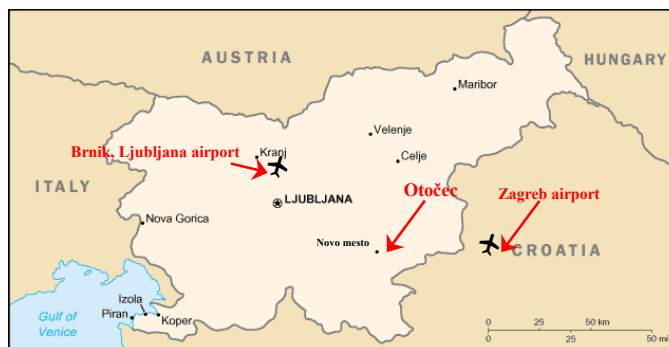 AUSTRIA
HUNGARY
Maribor
Velenje
Brnik, Ljubljana airport
Kranj
Celje
ITALY
Otočec
Zagreb airport
LJUBLJANA
Nova Gorica
Novo mesto
CROATIA
Izola
Gulf of
Venice
Piran
Koper
0 25 50 km
0 25 50 mi